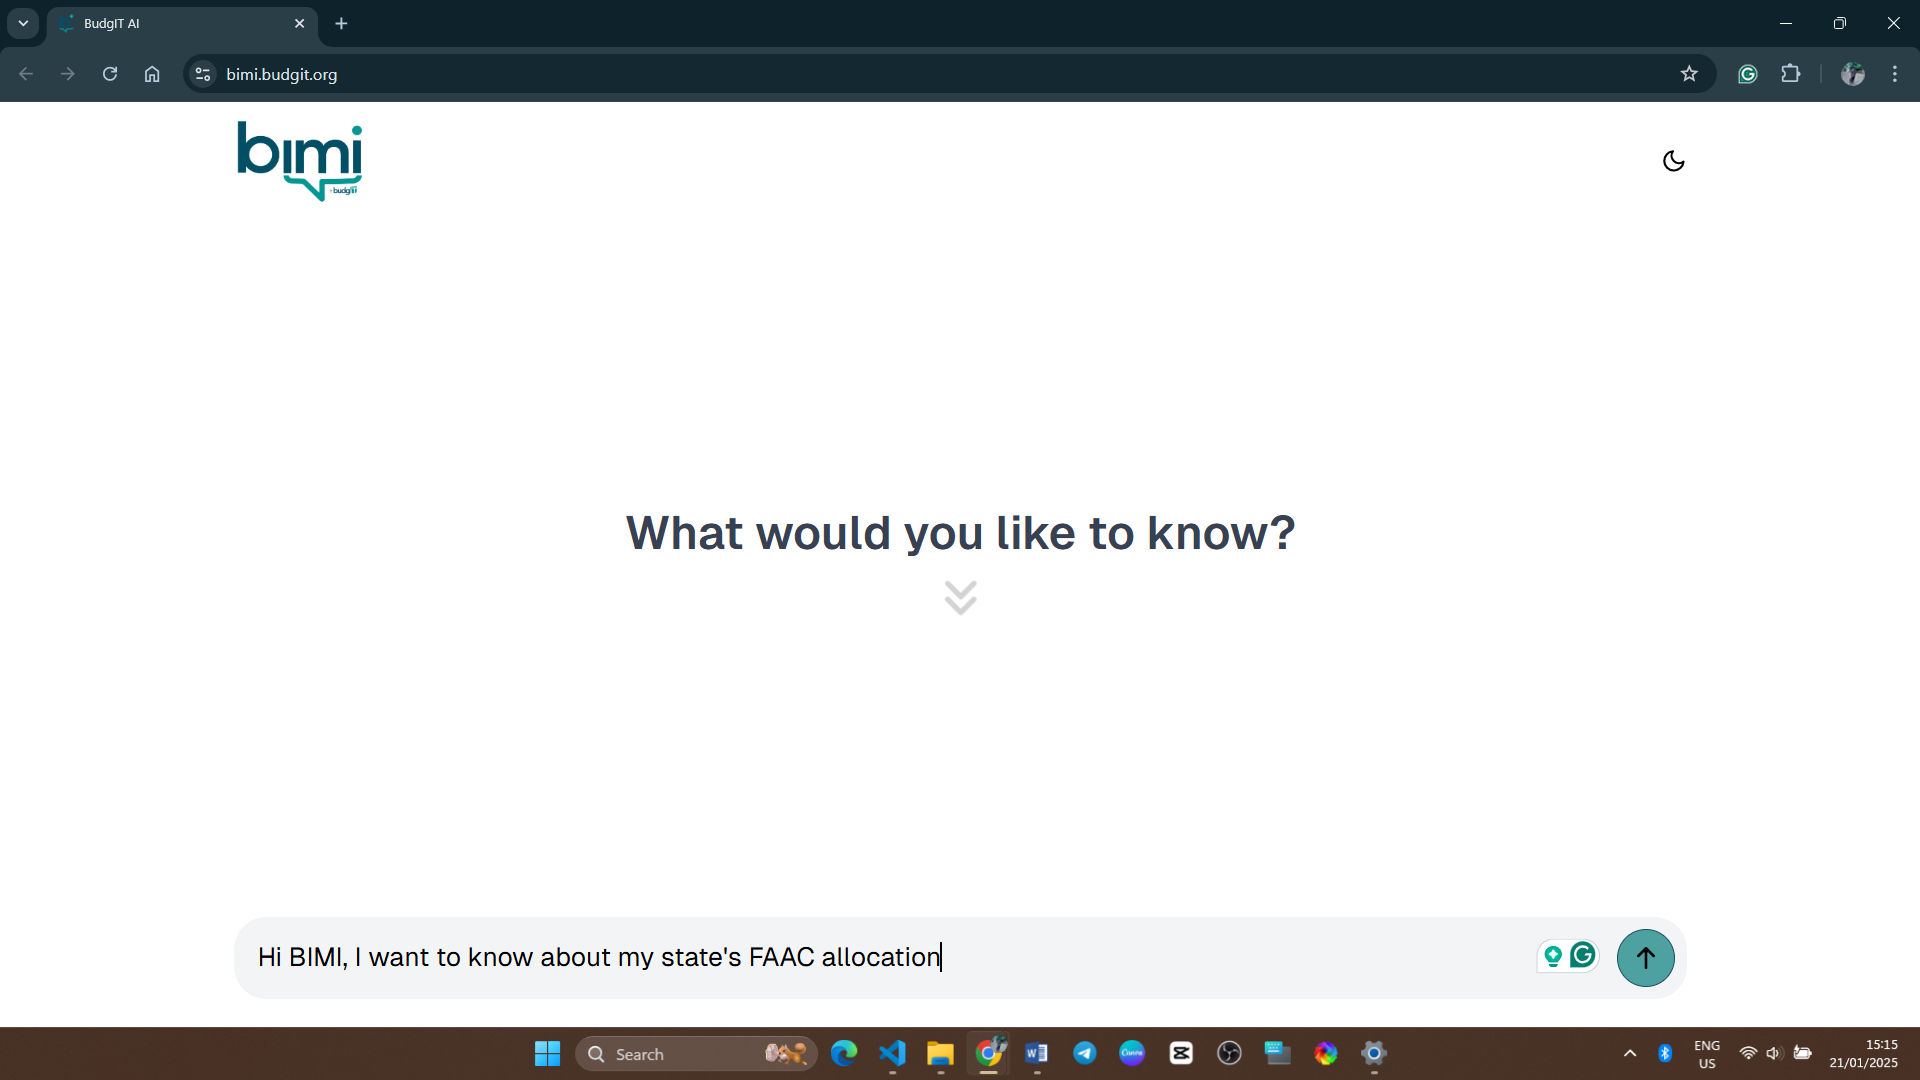 BudgIT AI
bimi.budgit.org
bimi
budgIT
What would you like to know?
Hi BIMI, I want to know about my state's FAAC allocation
Search
Canva
ENG
US
15:15
21/01/2025